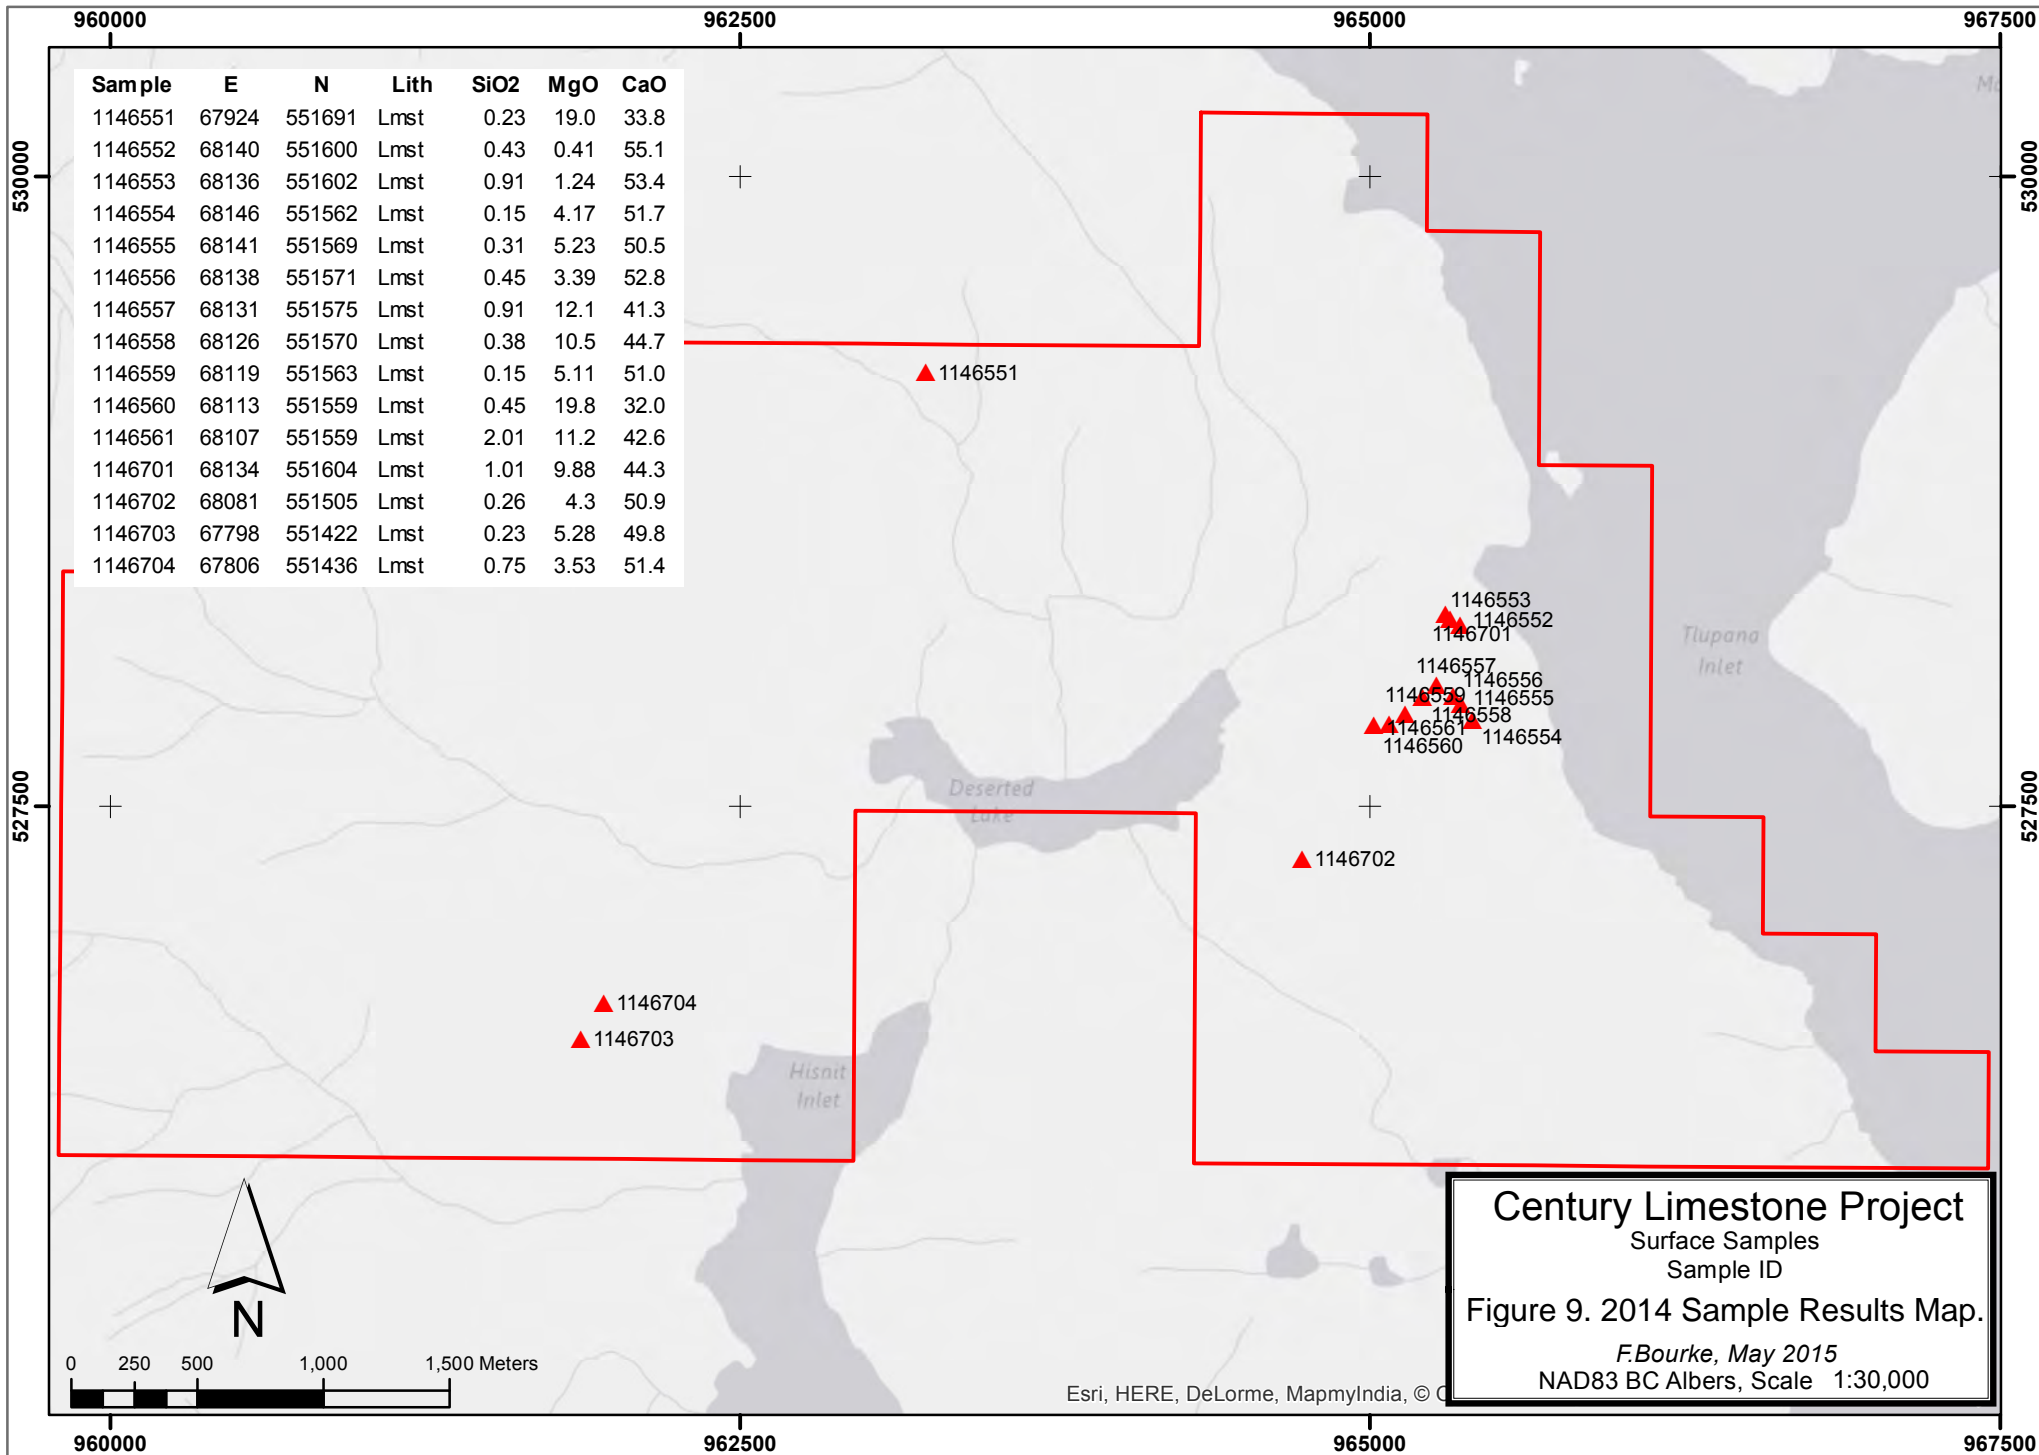 960000 962500 965000 967500
Sample E N Lith SiO2 MgO CaO
1146551 67924 551691 Lmst 0.23 19.0 33.8
1146552 68140 551600 Lmst 0.43 0.41 55.1
1146553 68136 551602 Lmst 0.91 1.24 53.4
1146554 68146 551562 Lmst 0.15 4.17 51.7
1146555 68141 551569 Lmst 0.31 5.23 50.5
1146556 68138 551571 Lmst 0.45 3.39 52.8
1146557 68131 551575 Lmst 0.91 12.1 41.3
1146558 68126 551570 Lmst 0.38 10.5 44.7
1146559 68119 551563 Lmst 0.15 5.11 51.0
1146560 68113 551559 Lmst 0.45 19.8 32.0
1146561 68107 551559 Lmst 2.01 11.2 42.6
1146701 68134 551604 Lmst 1.01 9.88 44.3
1146702 68081 551505 Lmst 0.26 4.3 50.9
1146703 67798 551422 Lmst 0.23 5.28 49.8
1146704 67806 551436 Lmst 0.75 3.53 51.4
530000 530000
1146551
1146553
1146552
1146701
Tlupana
Inlet
1146557
1146556
1146559
1146555
1146558
1146561
1146554
1146560
Deserted
Lake
527500 527500
1146702
1146704
1146703
Hisnit
Inlet
N
0 250 500 1,000 1,500 Meters
Century Limestone Project
Surface Samples
Sample ID
Figure 9. 2014 Sample Results Map.
F.Bourke, May 2015
NAD83 BC Albers, Scale 1:30,000
Esri, HERE, DeLorme, MapmyIndia, ©
960000 962500 965000 967500